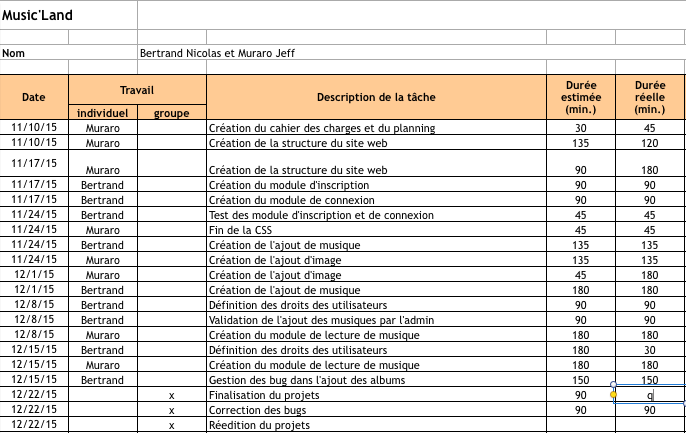 Music'Land
Nom Bertrand Nicolas et Muraro Jeff
Date Travail Description de la tâche Durée estimée (min.) Durée réelle (min.)
individuel groupe
11/10/15 Muraro Création du cahier des charges et du planning 30 45
11/10/15 Muraro Création de la structure du site web 135 120
11/17/15 Muraro Création de la structure du site web 90 180
11/17/15 Bertrand Création du module d'inscription 90 90
11/17/15 Bertrand Création du module de connexion 90 90
11/24/15 Bertrand Test des module d'inscription et de connexion 45 45
11/24/15 Muraro Fin de la CSS 45 45
11/24/15 Bertrand Création de l'ajout de musique 135 135
11/24/15 Muraro Création de l'ajout d'image 135 135
12/1/15 Muraro Création de l'ajout d'image 45 180
12/1/15 Bertrand Création de l'ajout de musique 180 180
12/8/15 Bertrand Définition des droits des utilisateurs 90 90
12/8/15 Bertrand Validation de l'ajout des musiques par l'admin 90 90
12/8/15 Muraro Création du module de lecture de musique 180 180
12/15/15 Bertrand Définition des droits des utilisateurs 180 30
12/15/15 Muraro Création du module de lecture de musique 180 180
12/15/15 Bertrand Gestion des bug dans l'ajout des albums 150 150
12/22/15 x Finalisation du projets 90 q
12/22/15 x Correction des bugs 90 90
12/22/15 x Réedition du projets